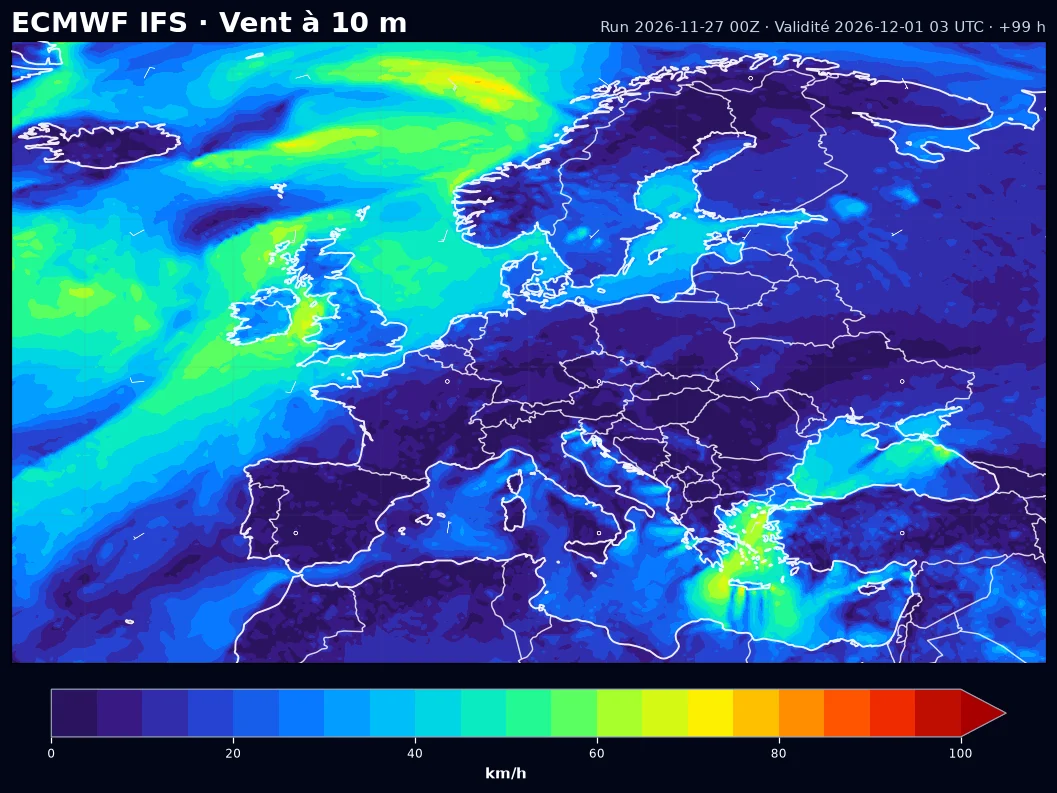 ECMWF IFS · Vent à 10 m
Run 2026-11-27 00Z · Validité 2026-12-01 03 UTC · +99 h
0 20 40 60 80 100
km/h